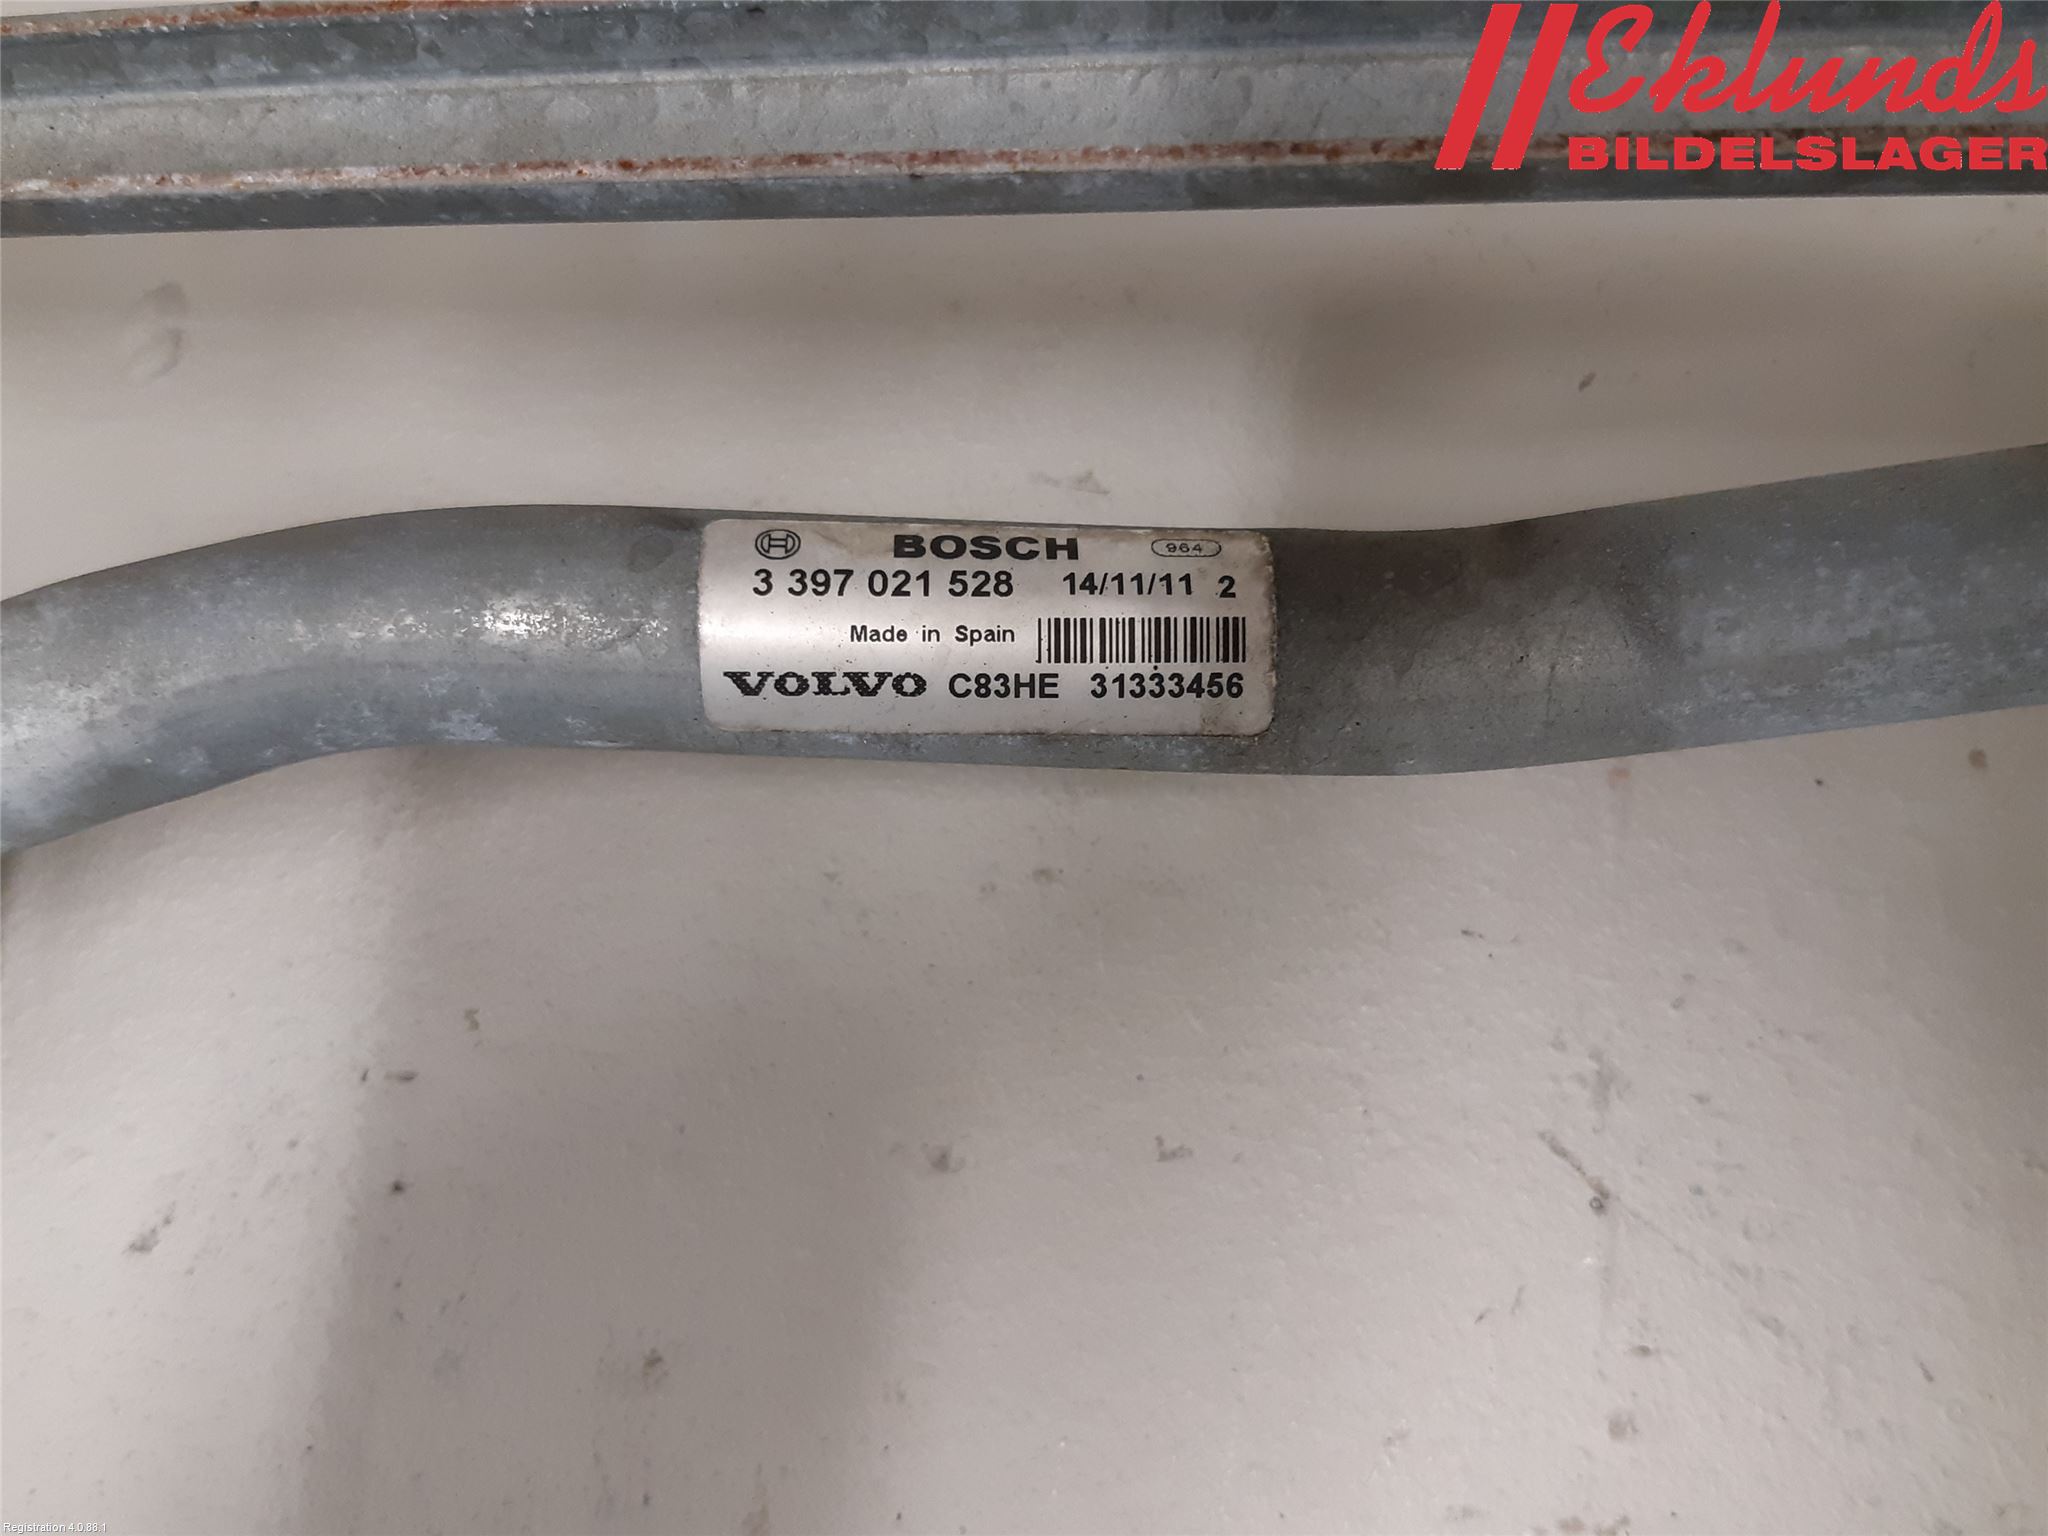 Eklunds
BILDELSLAGER
BOSCH 964
3 397 021 528 14/11/11 2
Made in Spain
VOLVO C83HE 31333456
Registration 4.0.88.1